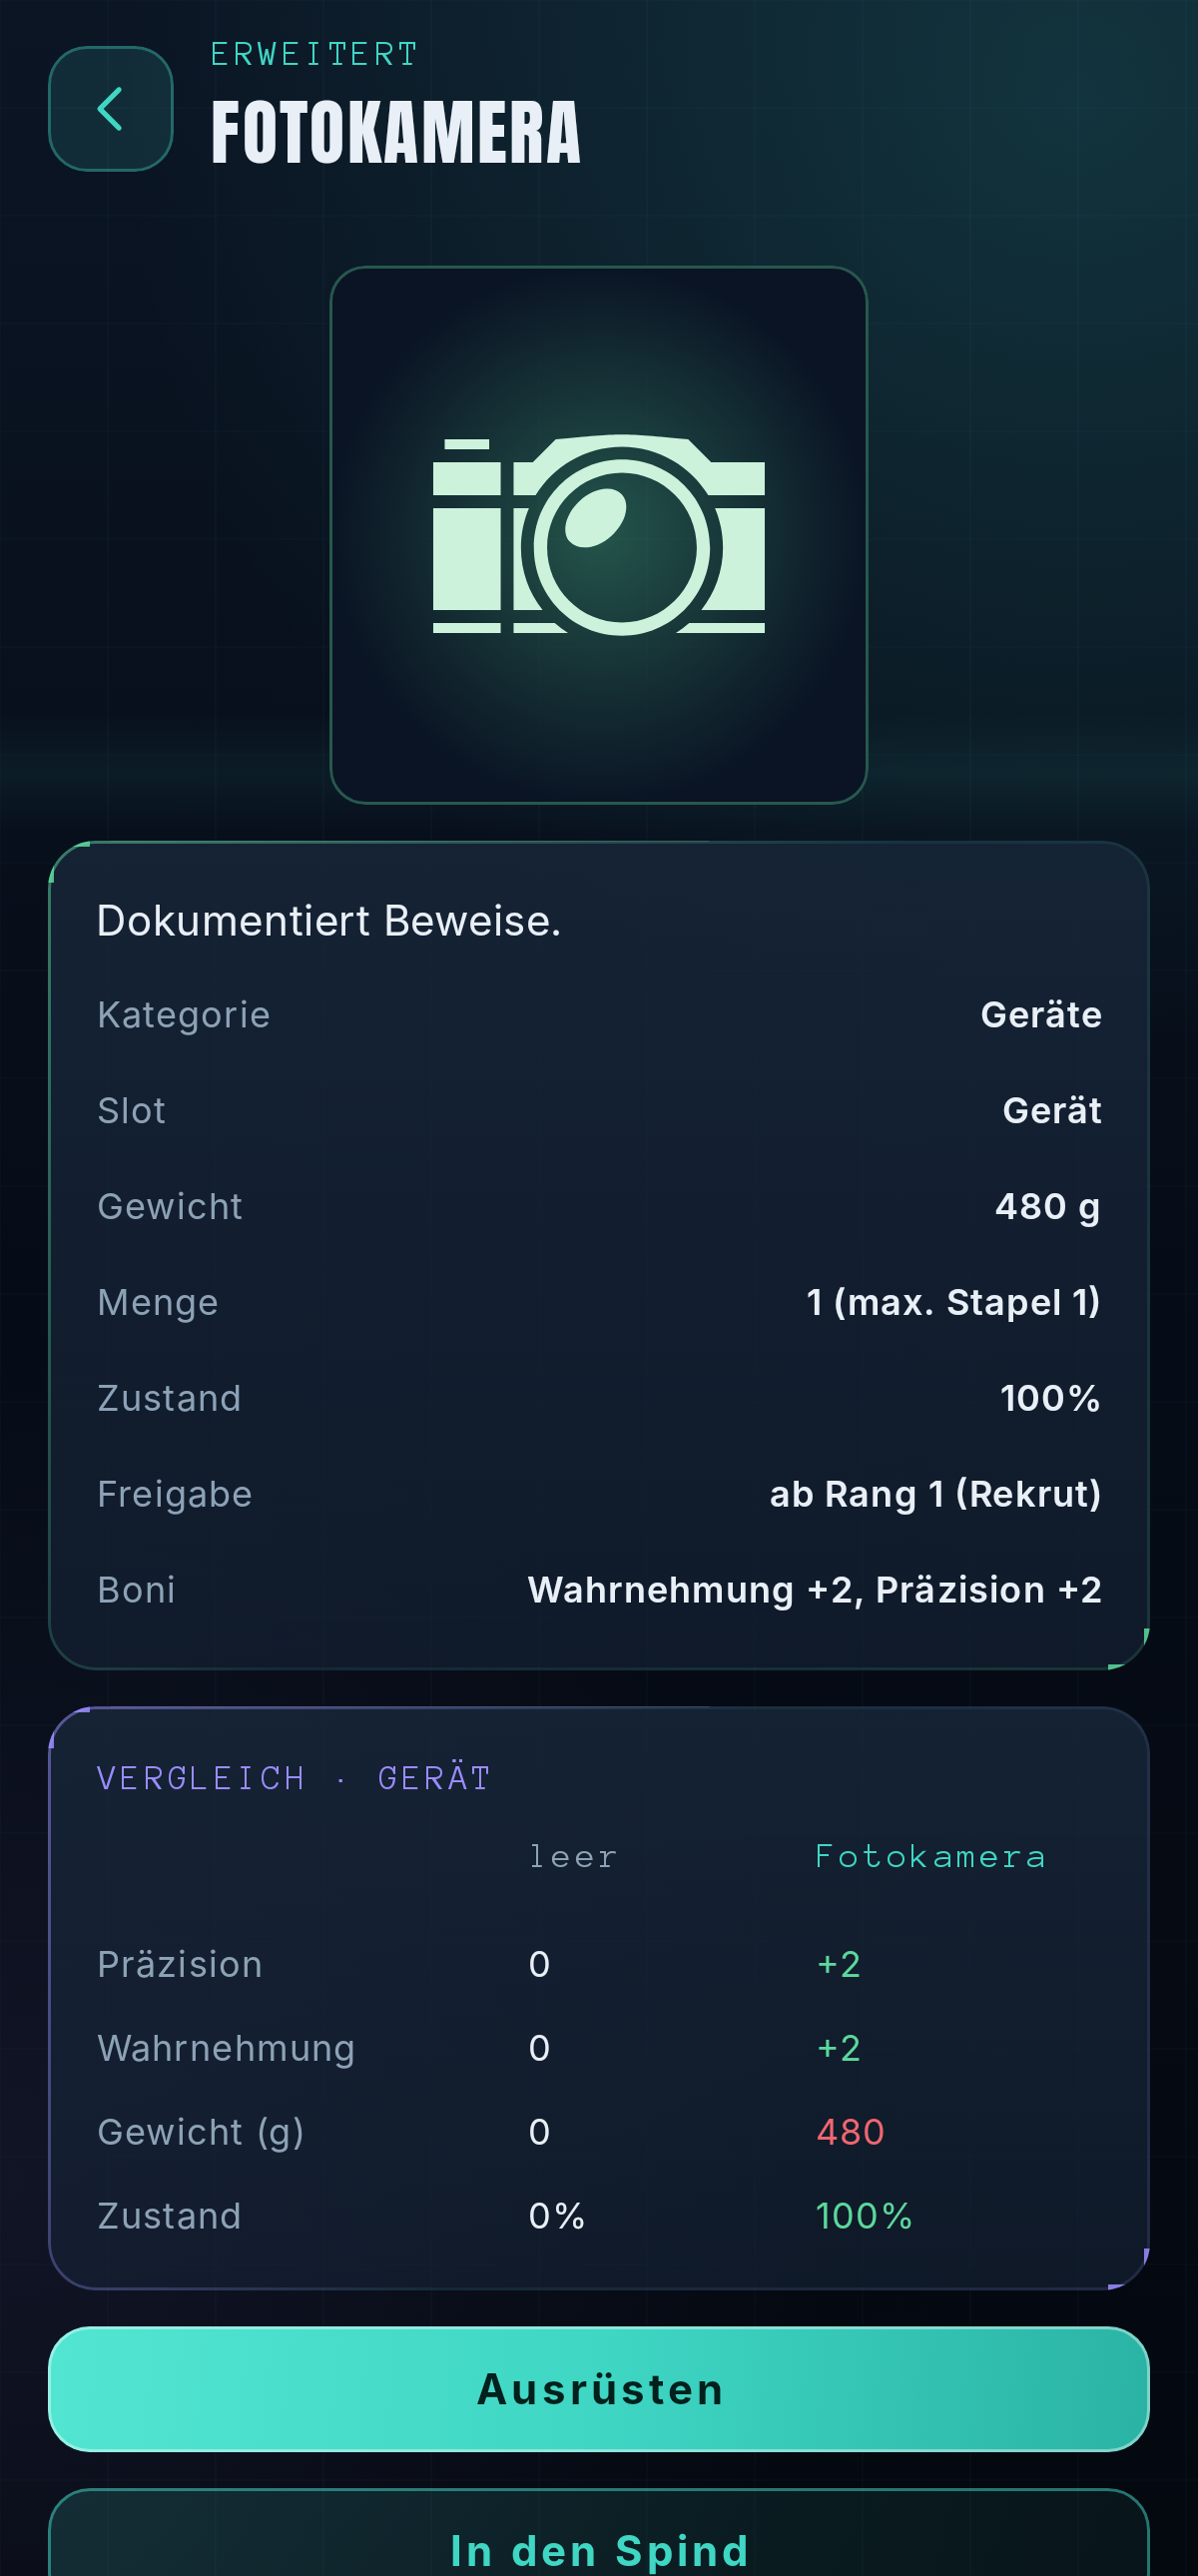 ERWEITERT
FOTOKAMERA
Dokumentiert Beweise.
Kategorie Geräte
Slot Gerät
Gewicht 480 g
Menge 1 (max. Stapel 1)
Zustand 100%
Freigabe ab Rang 1 (Rekrut)
Boni Wahrnehmung +2, Präzision +2
VERGLEICH · GERÄT
leer Fotokamera
Präzision 0 +2
Wahrnehmung 0 +2
Gewicht (g) 0 480
Zustand 0% 100%
Ausrüsten
In den Spind